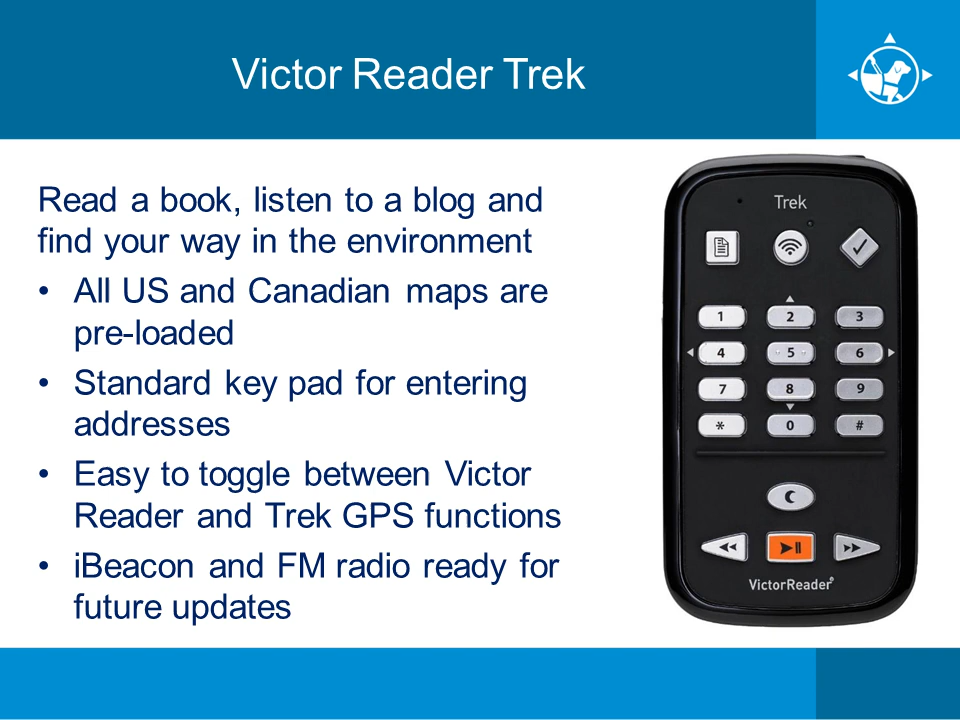 Victor Reader Trek
Read a book, listen to a blog and
find your way in the environment
• All US and Canadian maps are
pre-loaded
• Standard key pad for entering
addresses
• Easy to toggle between Victor
Reader and Trek GPS functions
• iBeacon and FM radio ready for
future updates
Trek
1 2 3
4 5 6
7 8 9
* 0 #
VictorReader®